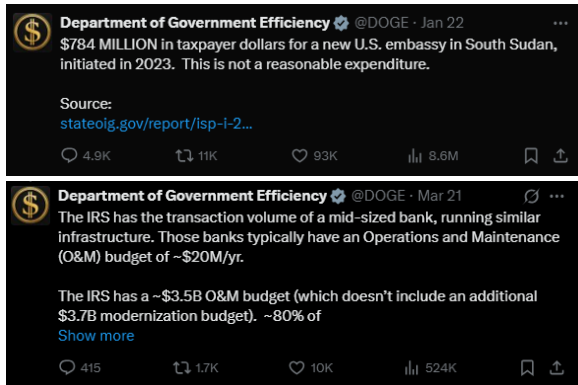 Department of Government Efficiency @DOGE · Jan 22
$784 MILLION in taxpayer dollars for a new U.S. embassy in South Sudan,
initiated in 2023. This is not a reasonable expenditure.
Source:
stateoig.gov/report/isp-i-2...
4.9K 11K 93K 8.6M
Department of Government Efficiency @DOGE · Mar 21
The IRS has the transaction volume of a mid-sized bank, running similar
infrastructure. Those banks typically have an Operations and Maintenance
(O&M) budget of ~$20M/yr.
The IRS has a ~$3.5B O&M budget (which doesn't include an additional
$3.7B modernization budget). ~80% of
Show more
415 1.7K 10K 524K